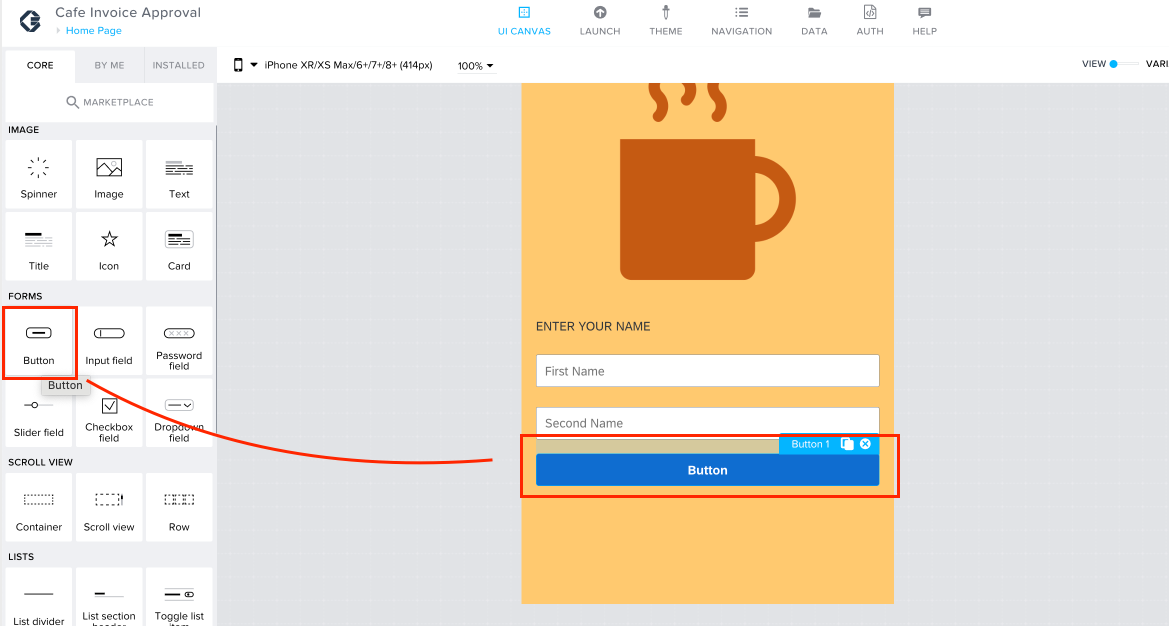 Cafe Invoice Approval
Home Page
UI CANVAS
LAUNCH
THEME
NAVIGATION
DATA
AUTH
HELP
CORE
BY ME
INSTALLED
iPhone XR/XS Max/6+/7+/8+ (414px)
100%
VIEW
VARI
MARKETPLACE
IMAGE
Spinner
Image
Text
Title
Icon
Card
FORMS
Button
Input field
Password
field
Button
Slider field
Checkbox
field
Dropdown
field
SCROLL VIEW
Container
Scroll view
Row
LISTS
List divider
List section
header
Toggle list
item
ENTER YOUR NAME
First Name
Second Name
Button 1
Button